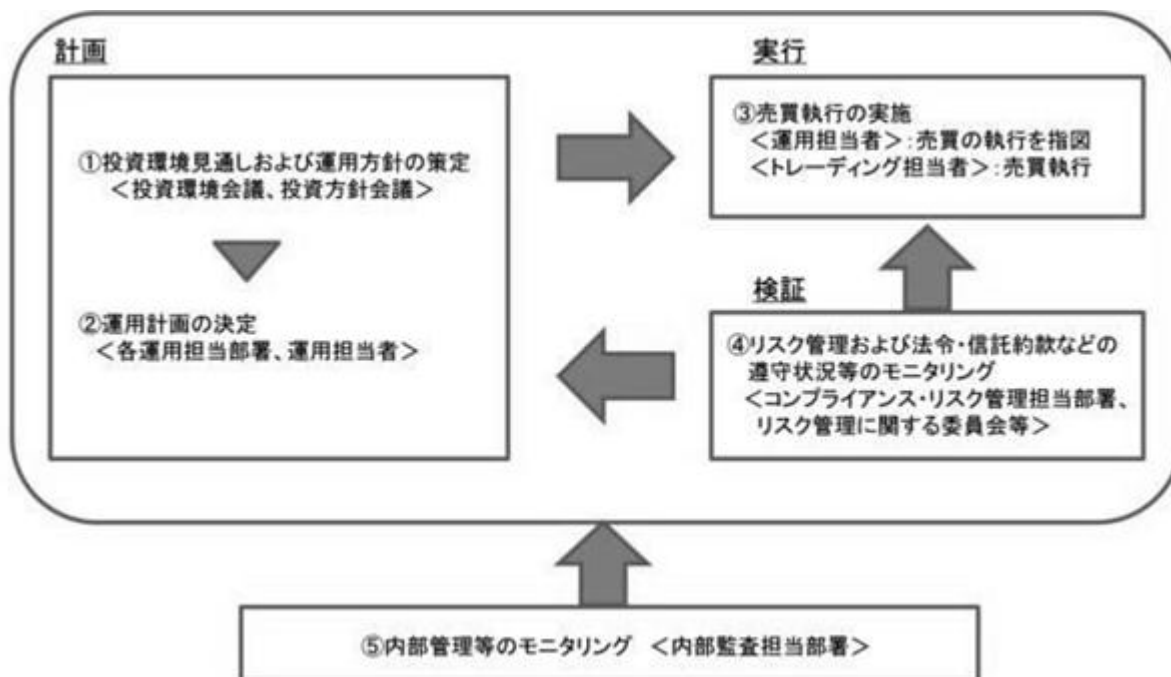 計画
①投資環境見通しおよび運用方針の策定
＜投資環境会議、投資方針会議＞
②運用計画の決定
＜各運用担当部署、運用担当者＞
実行
③売買執行の実施
＜運用担当者＞：売買の執行を指図
＜トレーディング担当者＞：売買執行
検証
④リスク管理および法令・信託約款などの
遵守状況等のモニタリング
＜コンプライアンス・リスク管理担当部署、
リスク管理に関する委員会等＞
⑤内部管理等のモニタリング　＜内部監査担当部署＞